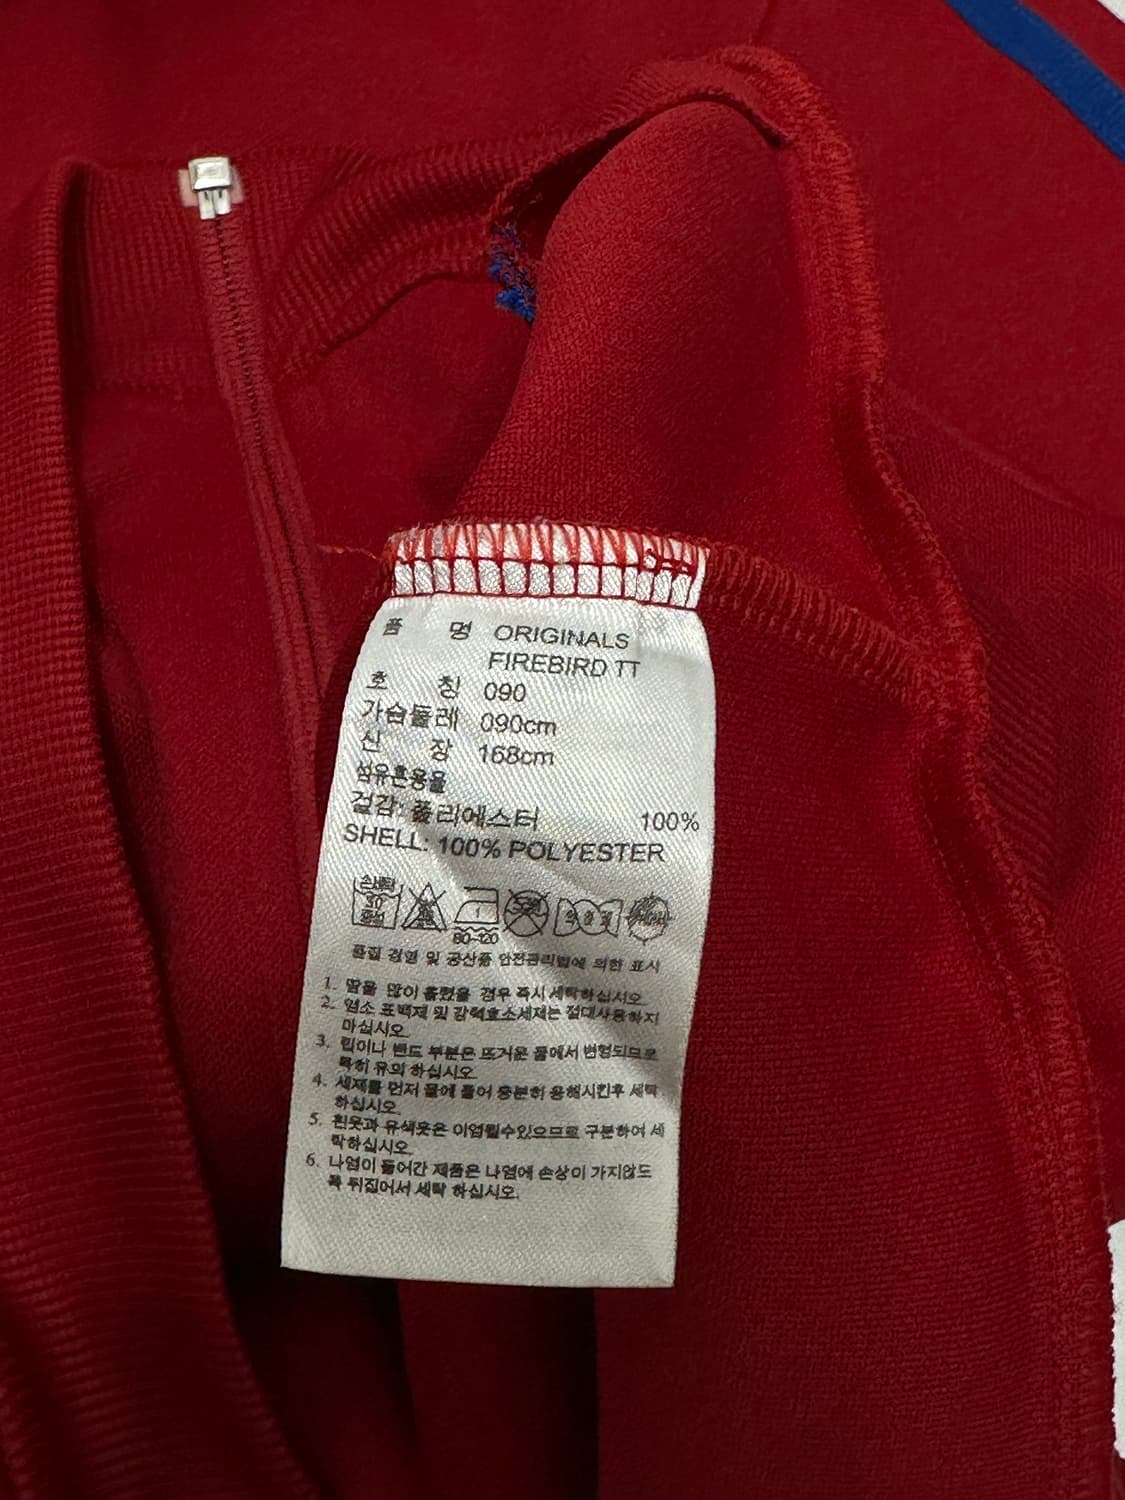 품 명 ORIGINALS
FIREBIRD TT
호 칭 090
가슴둘레 090cm
신 장 168cm
섬유혼용율
겉감: 폴리에스터 100%
SHELL: 100% POLYESTER
손세탁
30
중성
80~120
품질 경영 및 공산품 안전관리법에 의한 표시
1. 땀을 많이 흘렸을 경우 즉시 세탁하십시오.
2. 염소 표백제 및 강력효소세제는 절대사용하지
마십시오.
3. 립이나 밴드 부분은 뜨거운 물에서 변형되므로
특히 유의 하십시오.
4. 세제를 먼저 물에 풀어 충분히 용해시킨후 세탁
하십시오.
5. 흰옷과 유색옷은 이염될수있으므로 구분하여 세
탁하십시오.
6. 나염이 들어간 제품은 나염에 손상이 가지않도
록 뒤집어서 세탁 하십시오.